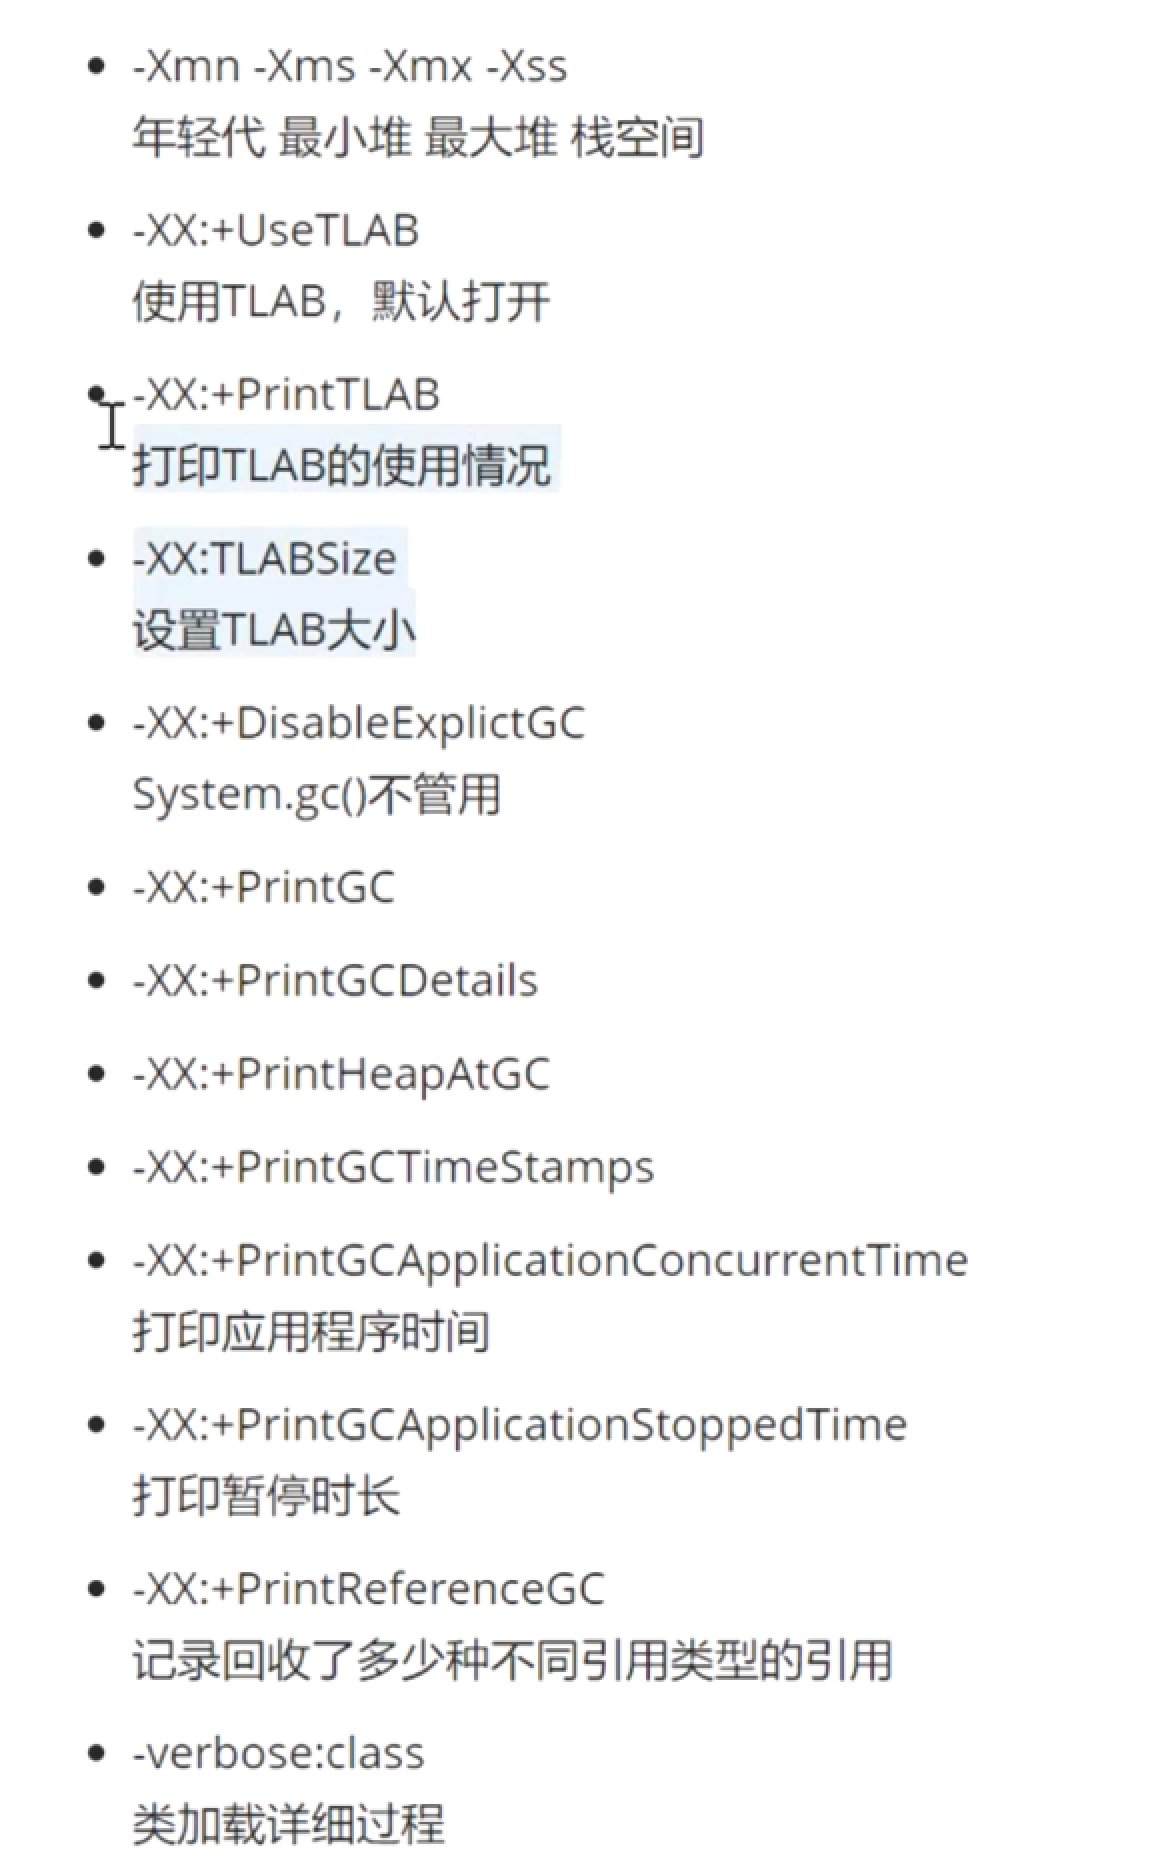 -Xmn -Xms -Xmx -Xss
年轻代 最小堆 最大堆 栈空间
-XX:+UseTLAB
使用TLAB，默认打开
-XX:+PrintTLAB
打印TLAB的使用情况
-XX:TLABSize
设置TLAB大小
-XX:+DisableExplictGC
System.gc()不管用
-XX:+PrintGC
-XX:+PrintGCDetails
-XX:+PrintHeapAtGC
-XX:+PrintGCTimeStamps
-XX:+PrintGCApplicationConcurrentTime
打印应用程序时间
-XX:+PrintGCApplicationStoppedTime
打印暂停时长
-XX:+PrintReferenceGC
记录回收了多少种不同引用类型的引用
-verbose:class
类加载详细过程